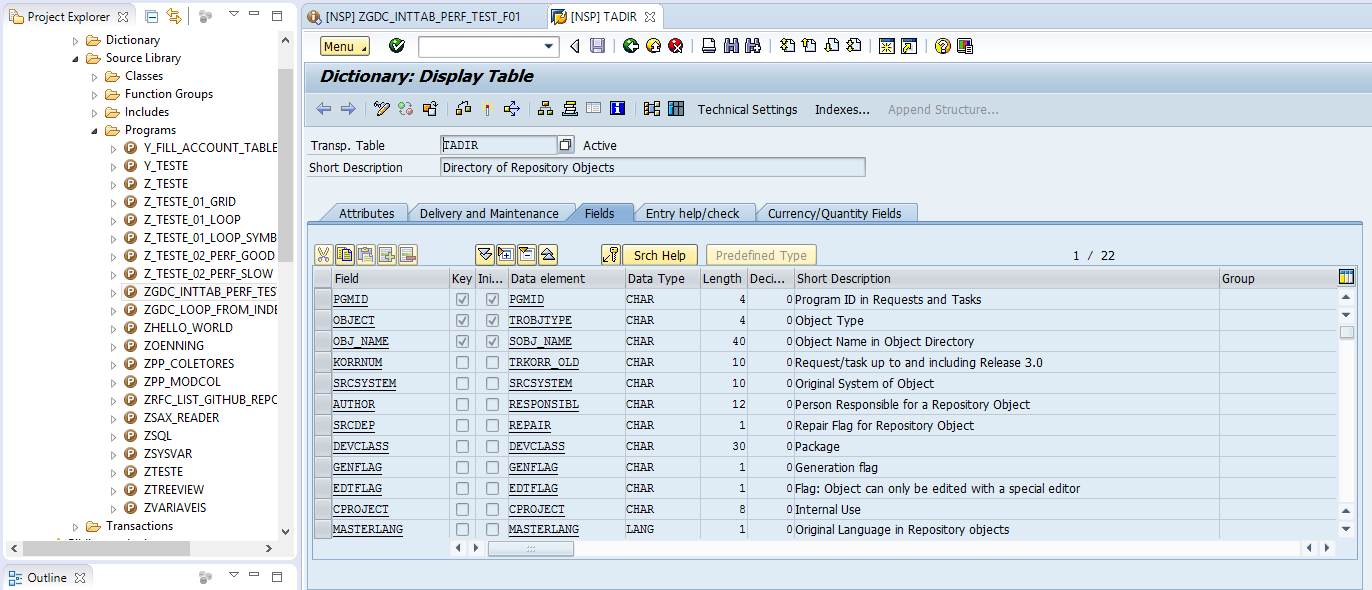 Project Explorer
Dictionary
Source Library
Classes
Function Groups
Includes
Programs
Y_FILL_ACCOUNT_TABLE
Y_TESTE
Z_TESTE
Z_TESTE_01_GRID
Z_TESTE_01_LOOP
Z_TESTE_01_LOOP_SYMB
Z_TESTE_02_PERF_GOOD
Z_TESTE_02_PERF_SLOW
ZGDC_INTTAB_PERF_TES
ZGDC_LOOP_FROM_INDE
ZHELLO_WORLD
ZOENNING
ZPP_COLETORES
ZPP_MODCOL
ZRFC_LIST_GITHUB_REPO
ZSAX_READER
ZSQL
ZSYSVAR
ZTESTE
ZTREEVIEW
ZVARIAVEIS
Transactions
Outline
[NSP] ZGDC_INTTAB_PERF_TEST_F01 [NSP] TADIR
Menu
Dictionary: Display Table
Technical Settings Indexes... Append Structure...
Transp. Table TADIR Active
Short Description Directory of Repository Objects
Attributes Delivery and Maintenance Fields Entry help/check Currency/Quantity Fields
Srch Help Predefined Type 1 / 22
Field Key Ini... Data element Data Type Length Deci... Short Description Group
PGMID PGMID CHAR 4 0 Program ID in Requests and Tasks
OBJECT TROBJTYPE CHAR 4 0 Object Type
OBJ_NAME SOBJ_NAME CHAR 40 0 Object Name in Object Directory
KORRNUM TRKORR_OLD CHAR 10 0 Request/task up to and including Release 3.0
SRCSYSTEM SRCSYSTEM CHAR 10 0 Original System of Object
AUTHOR RESPONSIBL CHAR 12 0 Person Responsible for a Repository Object
SRCDEP REPAIR CHAR 1 0 Repair Flag for Repository Object
DEVCLASS DEVCLASS CHAR 30 0 Package
GENFLAG GENFLAG CHAR 1 0 Generation flag
EDTFLAG EDTFLAG CHAR 1 0 Flag: Object can only be edited with a special editor
CPROJECT CPROJECT CHAR 8 0 Internal Use
MASTERLANG MASTERLANG LANG 1 0 Original Language in Repository objects